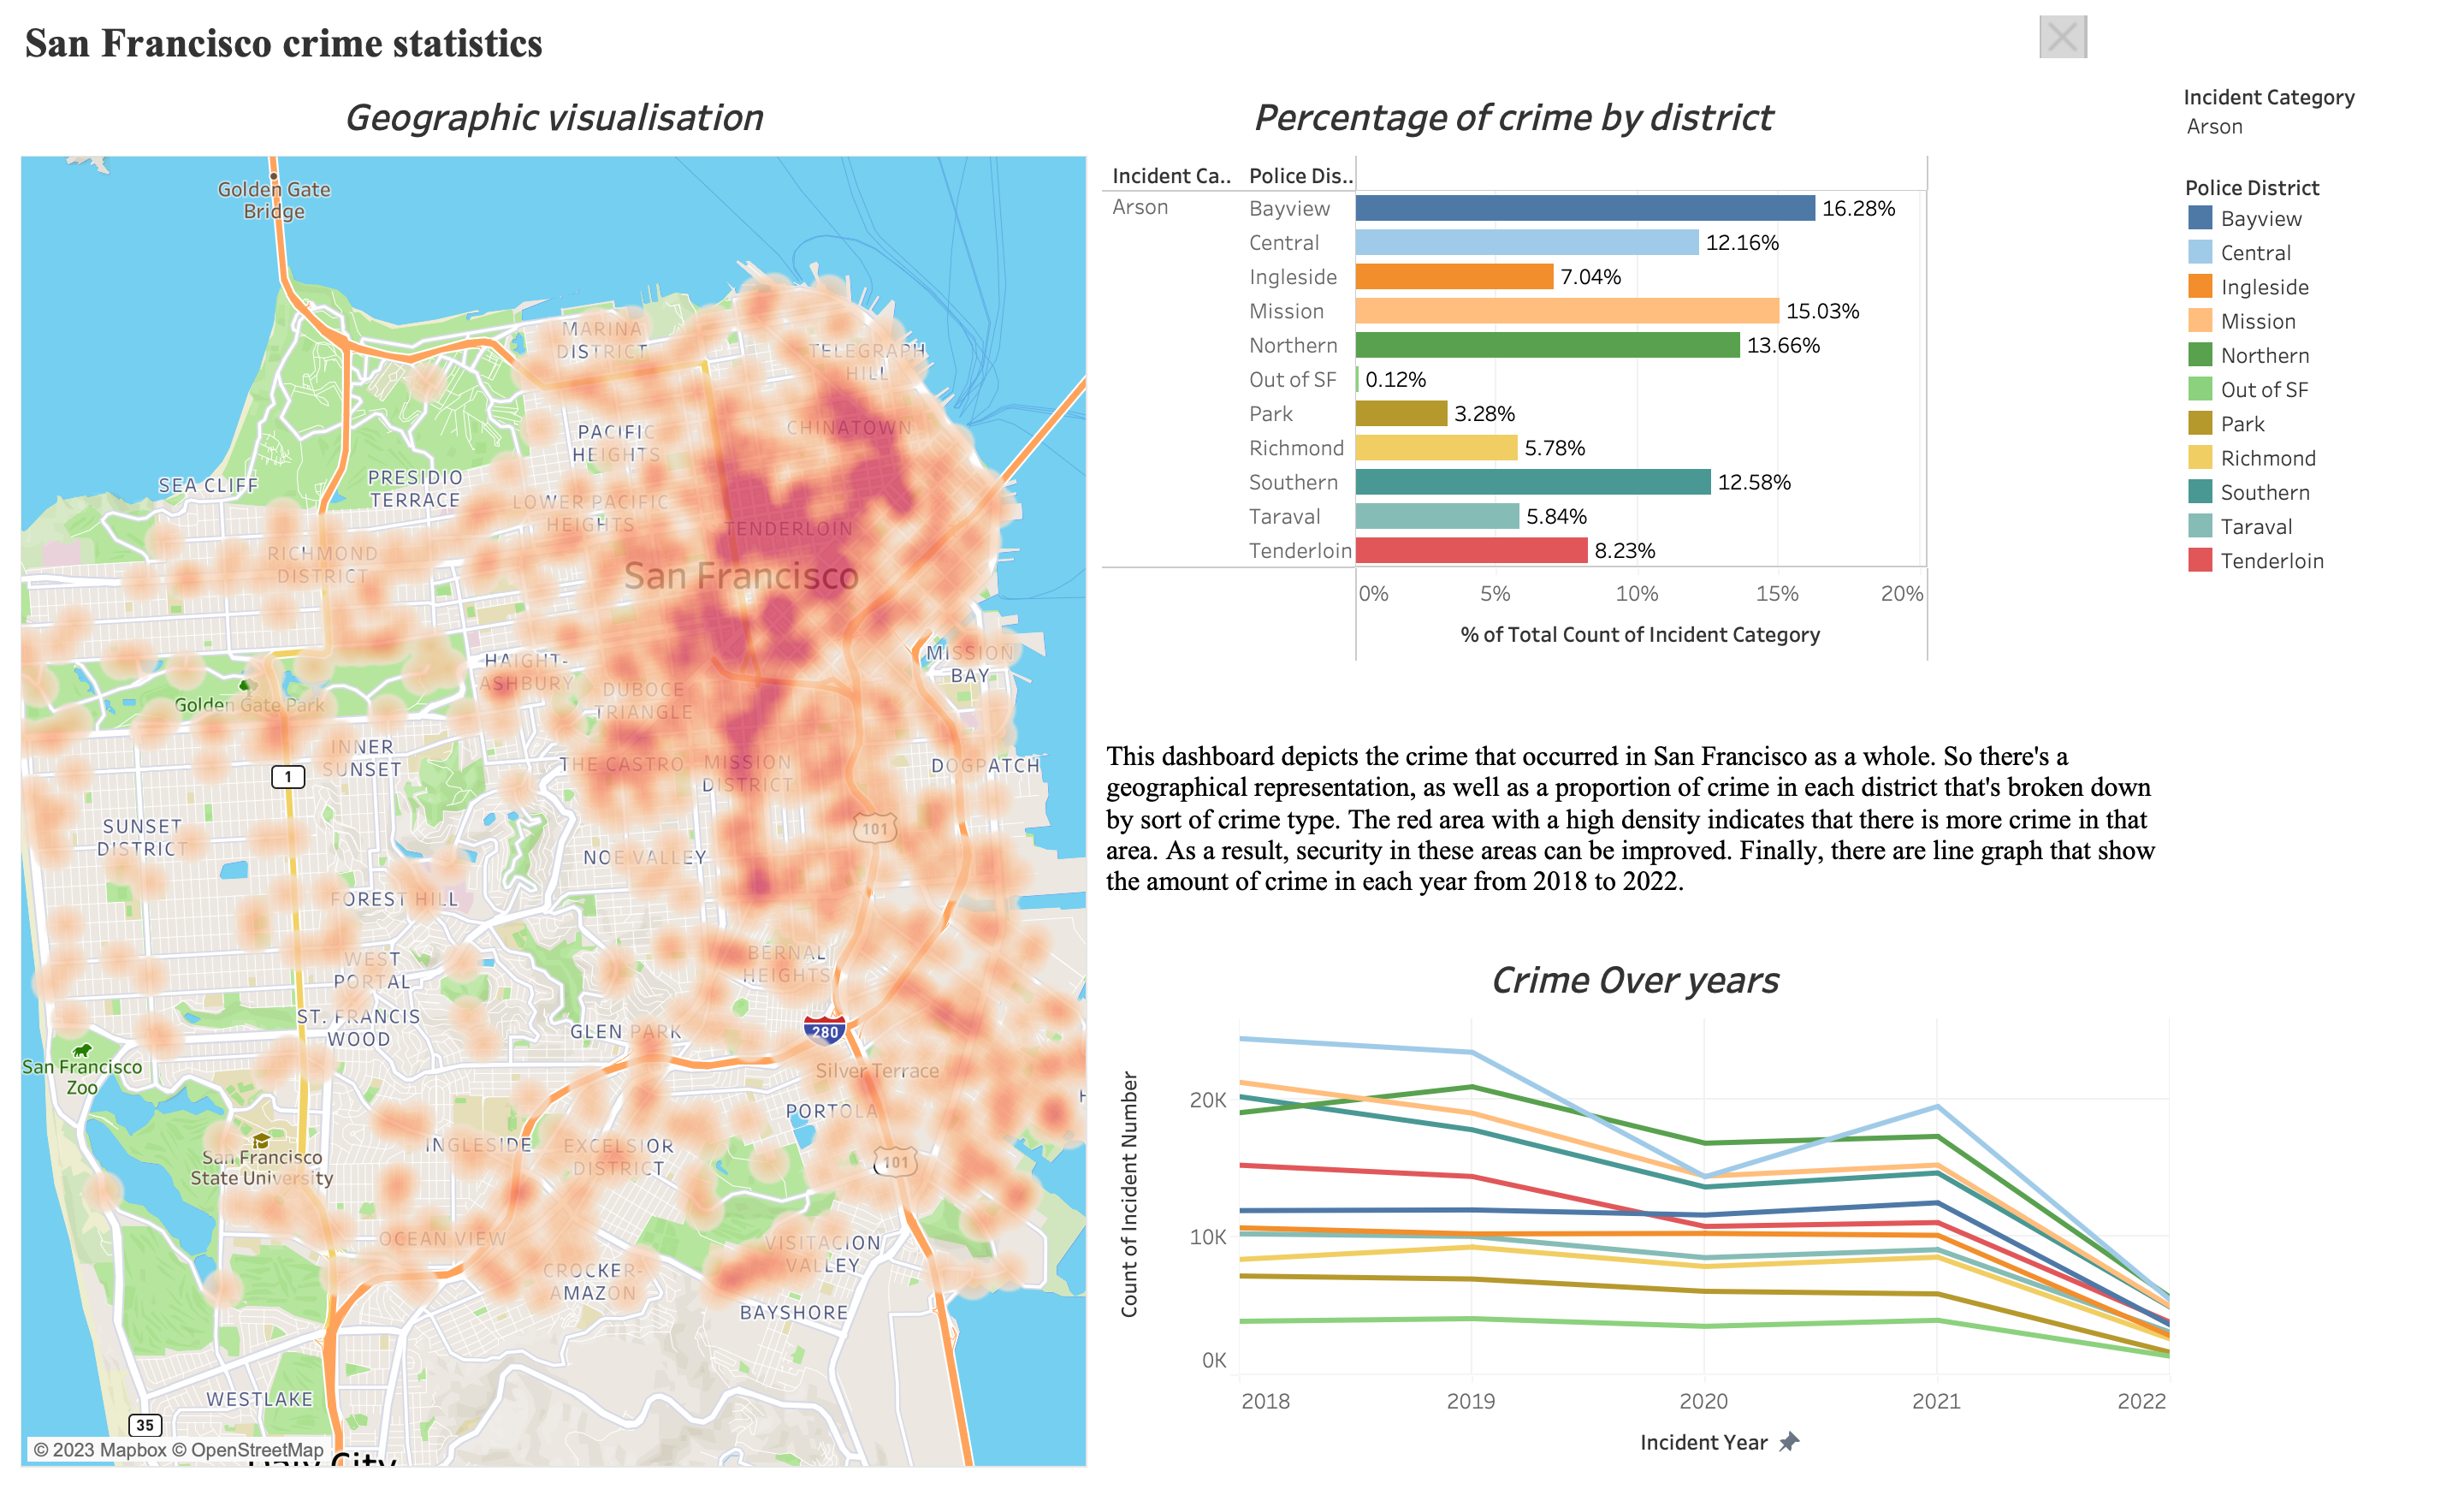 San Francisco crime statistics
Geographic visualisation
Golden Gate
Bridge
MARINA
DISTRICT
TELEGRAPH
HILL
CHINATOWN
PACIFIC
HEIGHTS
SEA CLIFF
PRESIDIO
TERRACE
LOWER PACIFIC
HEIGHTS
TENDERLOIN
RICHMOND
DISTRICT
San Francisco
HAIGHT-
ASHBURY
MISSION
BAY
DUBOCE
TRIANGLE
Golden Gate Park
INNER
SUNSET
1
THE CASTRO
MISSION
DISTRICT
DOGPATCH
SUNSET
DISTRICT
101
NOE VALLEY
FOREST HILL
WEST
PORTAL
BERNAL
HEIGHTS
ST. FRANCIS
WOOD
GLEN PARK
280
San Francisco
Zoo
Silver Terrace
PORTOLA
H
INGLESIDE
EXCELSIOR
DISTRICT
San Francisco
State University
101
OCEAN VIEW
VISITACION
VALLEY
CROCKER-
AMAZON
BAYSHORE
WESTLAKE
35
© 2023 Mapbox © OpenStreetMap
Daly City
Percentage of crime by district
Incident Ca.. Police Dis..
Arson Bayview 16.28%
Central 12.16%
Ingleside 7.04%
Mission 15.03%
Northern 13.66%
Out of SF 0.12%
Park 3.28%
Richmond 5.78%
Southern 12.58%
Taraval 5.84%
Tenderloin 8.23%
0% 5% 10% 15% 20%
% of Total Count of Incident Category
Incident Category
Arson
Police District
Bayview
Central
Ingleside
Mission
Northern
Out of SF
Park
Richmond
Southern
Taraval
Tenderloin
This dashboard depicts the crime that occurred in San Francisco as a whole. So there's a
geographical representation, as well as a proportion of crime in each district that's broken down
by sort of crime type. The red area with a high density indicates that there is more crime in that
area. As a result, security in these areas can be improved. Finally, there are line graph that show
the amount of crime in each year from 2018 to 2022.
Crime Over years
Count of Incident Number
20K
10K
0K
2018 2019 2020 2021 2022
Incident Year